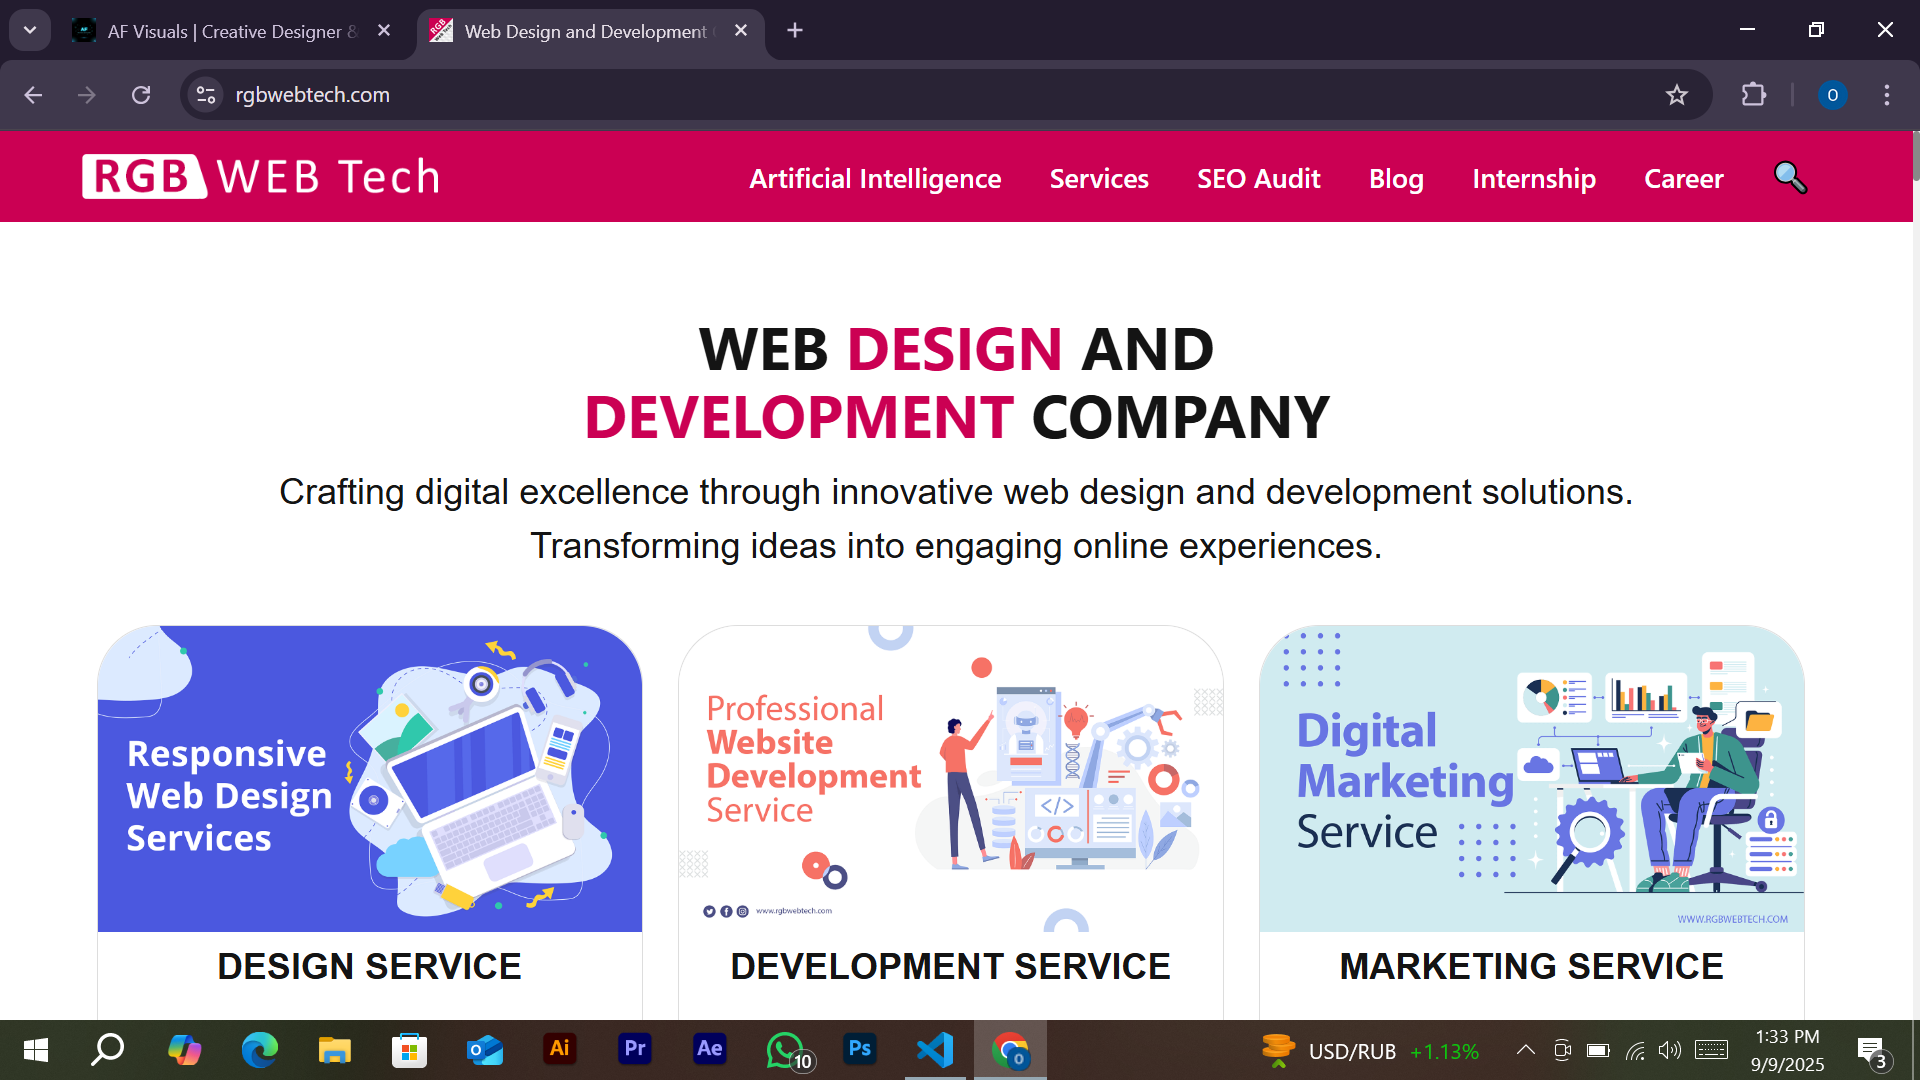 AF Visuals | Creative Designer &
Web Design and Development
rgbwebtech.com
O
RGB WEB Tech
Artificial Intelligence
Services
SEO Audit
Blog
Internship
Career
WEB DESIGN AND
DEVELOPMENT COMPANY
Crafting digital excellence through innovative web design and development solutions.
Transforming ideas into engaging online experiences.
Responsive
Web Design
Services
Professional
Website
Development
Service
www.rgbwebtech.com
Digital
Marketing
Service
WWW.RGBWEBTECH.COM
DESIGN SERVICE
DEVELOPMENT SERVICE
MARKETING SERVICE
Ai
Pr
Ae
10
Ps
USD/RUB +1.13%
1:33 PM
9/9/2025
3